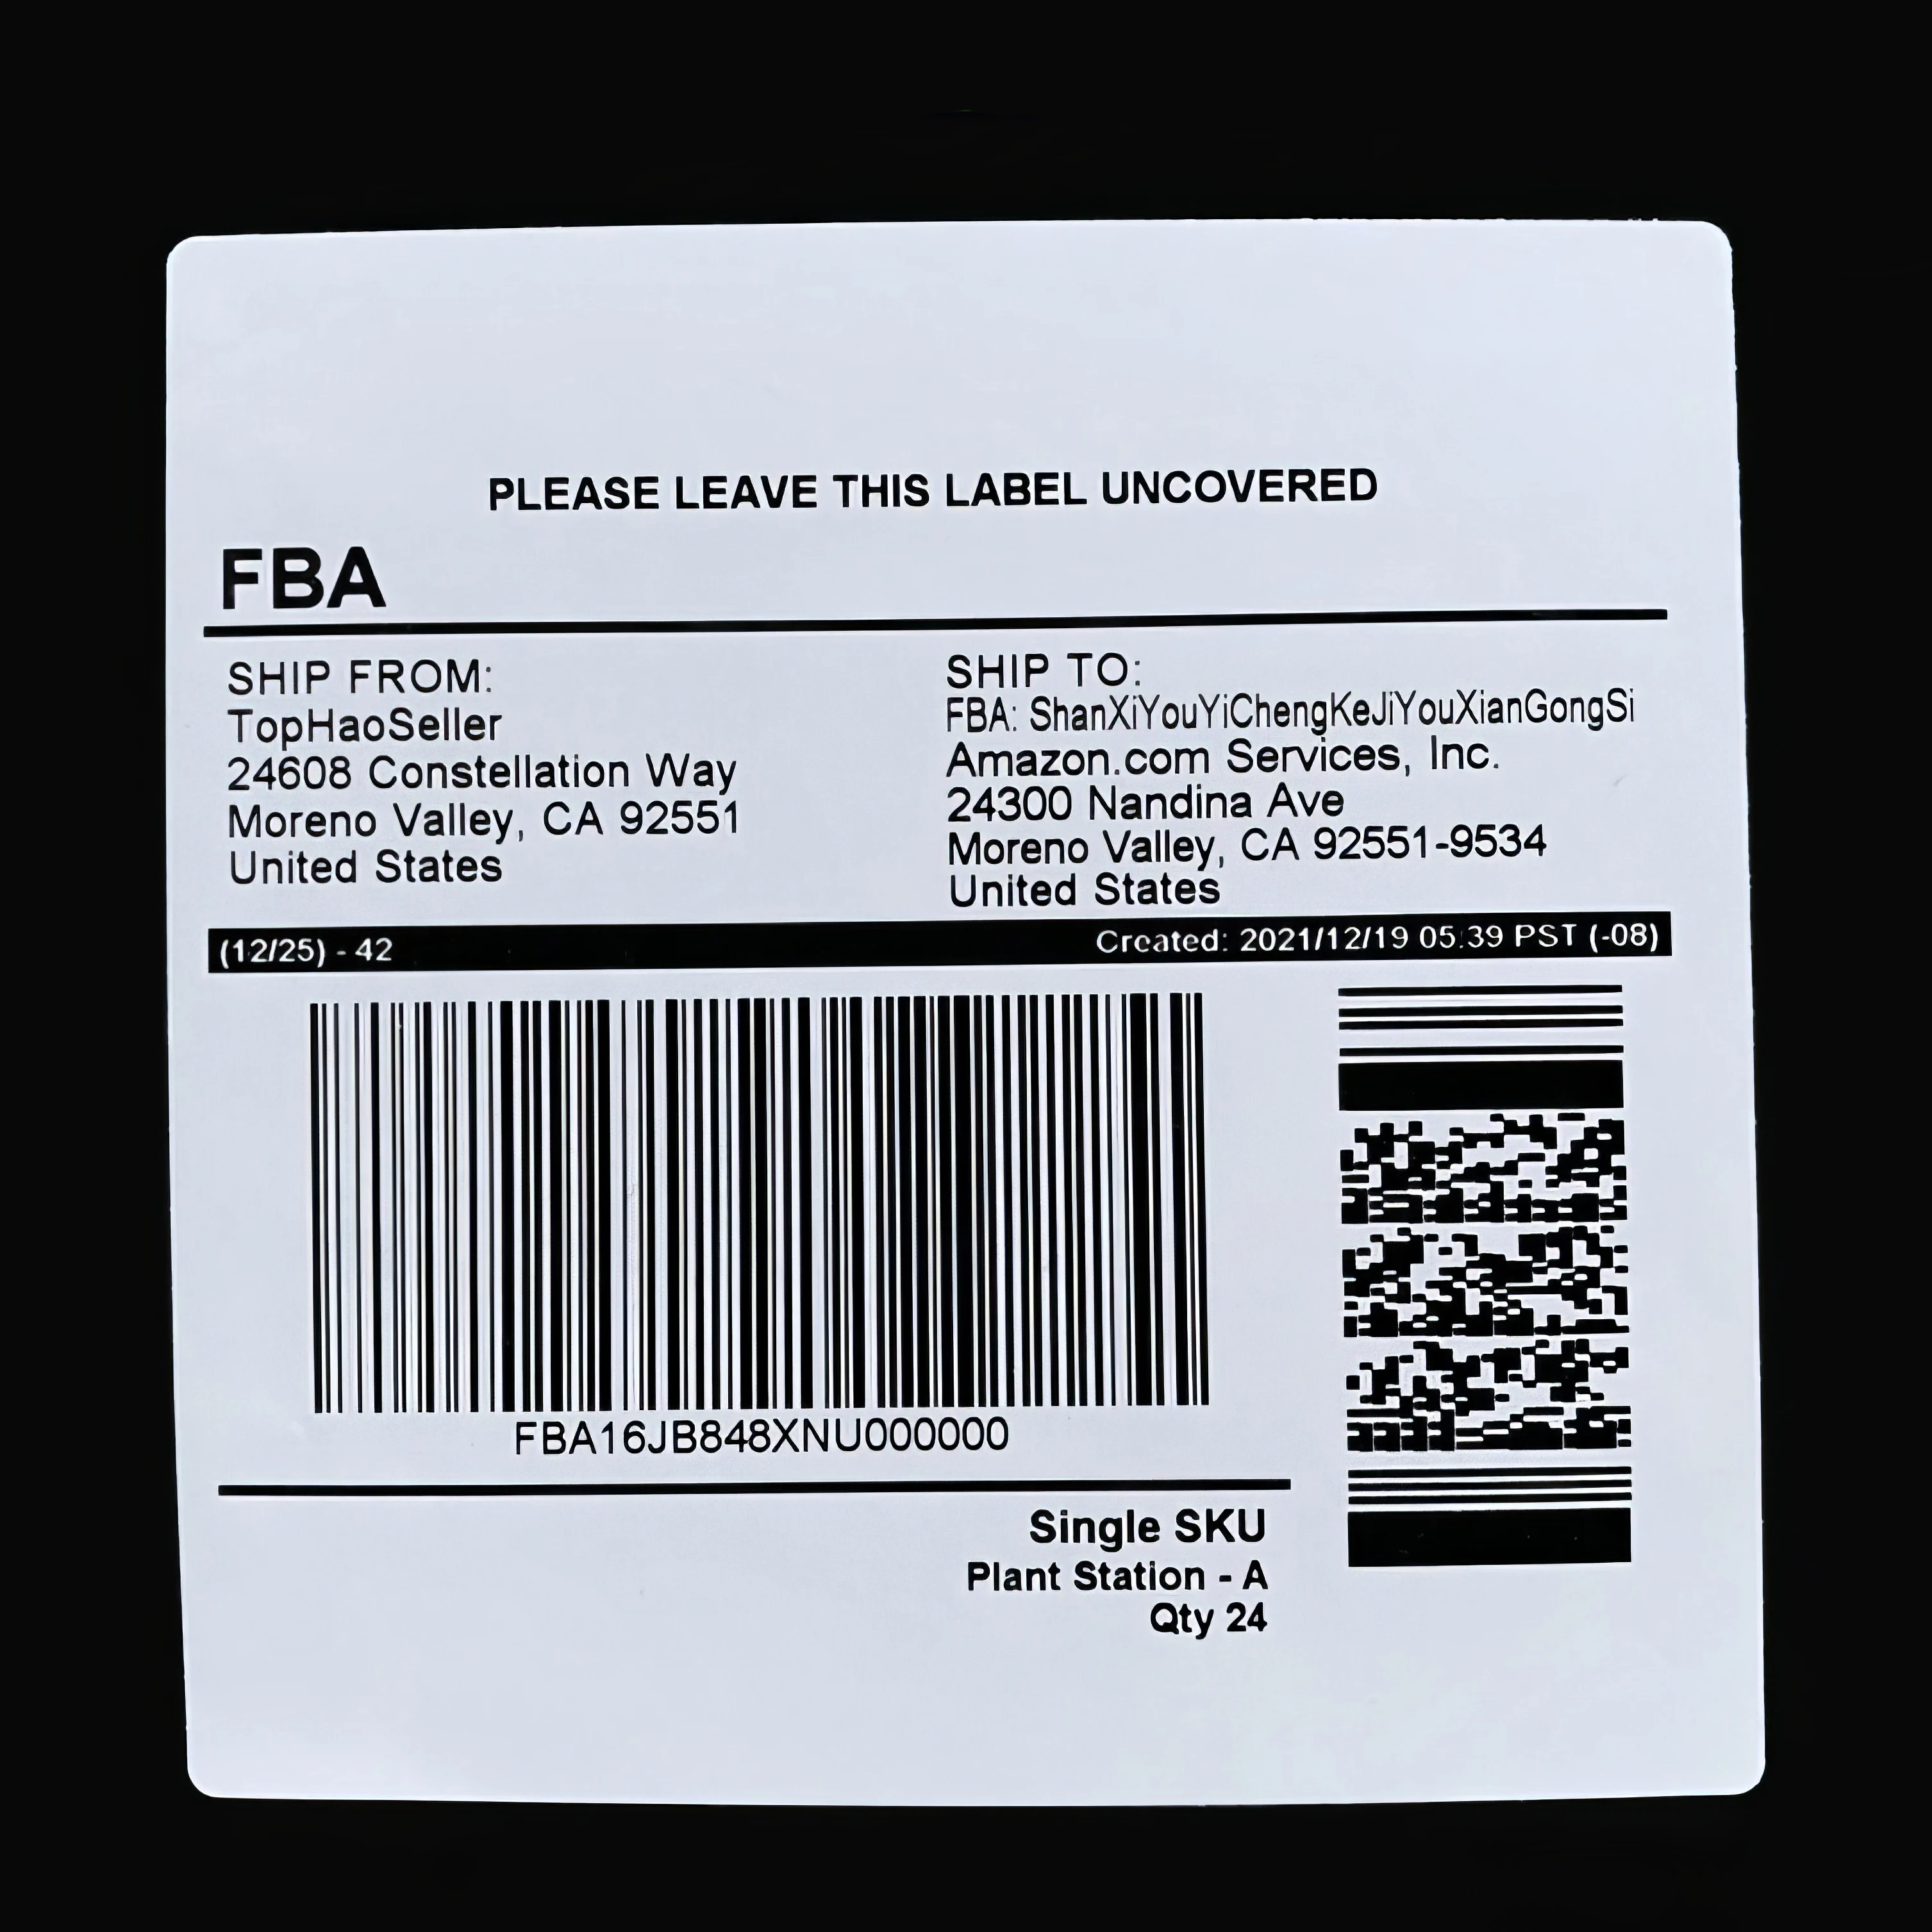 PLEASE LEAVE THIS LABEL UNCOVERED
FBA
SHIP FROM:
TopHaoSeller
24608 Constellation Way
Moreno Valley, CA 92551
United States
SHIP TO:
FBA: ShanXiYouYiChengKeJiYouXianGongSi
Amazon.com Services, Inc.
24300 Nandina Ave
Moreno Valley, CA 92551-9534
United States
(12/25) - 42
Created: 2021/12/19 05:39 PST (-08)
FBA16JB848XNU000000
Single SKU
Plant Station - A
Qty 24